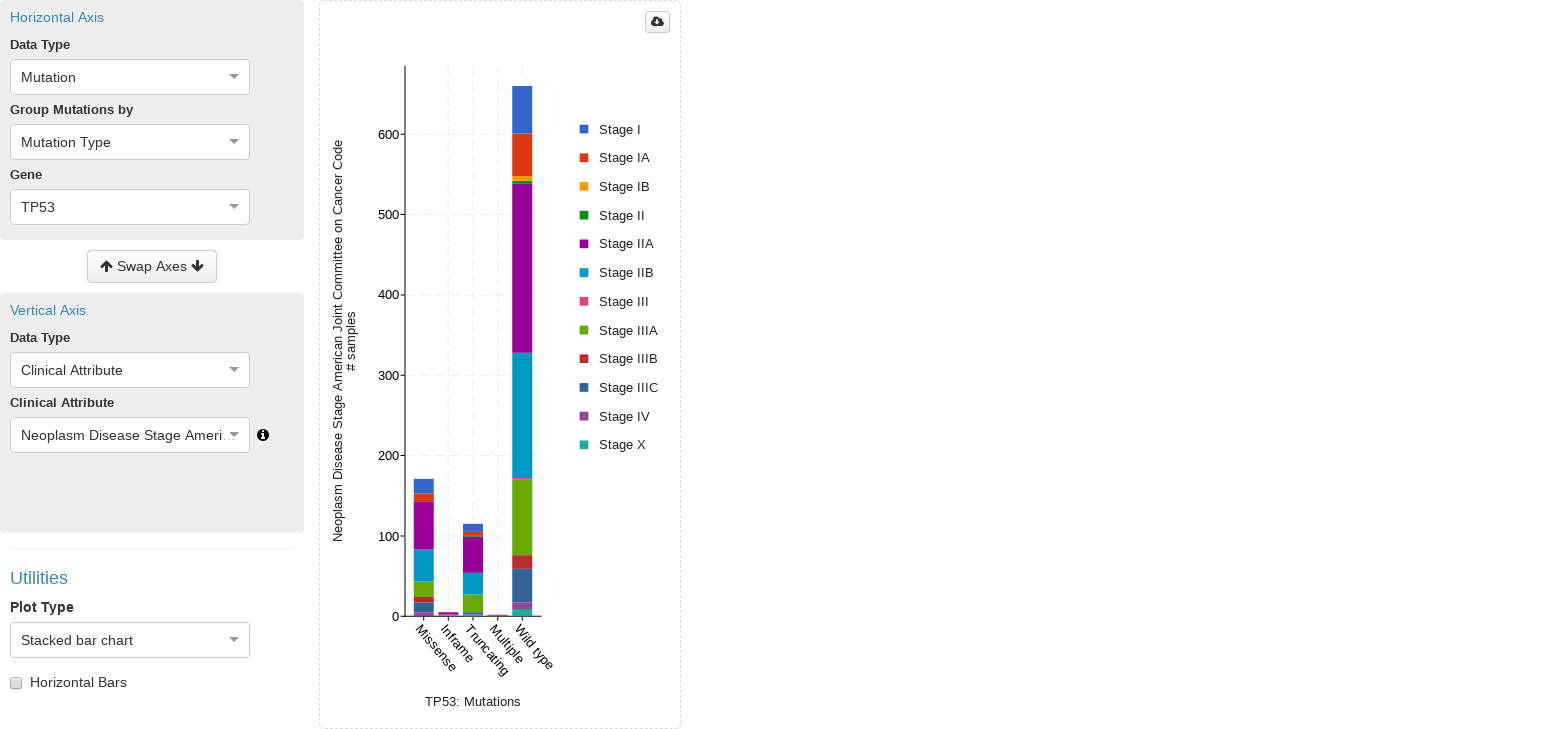 Horizontal Axis
Data Type
Mutation
Group Mutations by
Mutation Type
Gene
TP53
Swap Axes
Vertical Axis
Data Type
Clinical Attribute
Clinical Attribute
Neoplasm Disease Stage Ameri...
Utilities
Plot Type
Stacked bar chart
Horizontal Bars
Neoplasm Disease Stage American Joint Committee on Cancer Code
# samples
600
500
400
300
200
100
0
Missense
Inframe
Truncating
Multiple
Wild type
TP53: Mutations
Stage I
Stage IA
Stage IB
Stage II
Stage IIA
Stage IIB
Stage III
Stage IIIA
Stage IIIB
Stage IIIC
Stage IV
Stage X